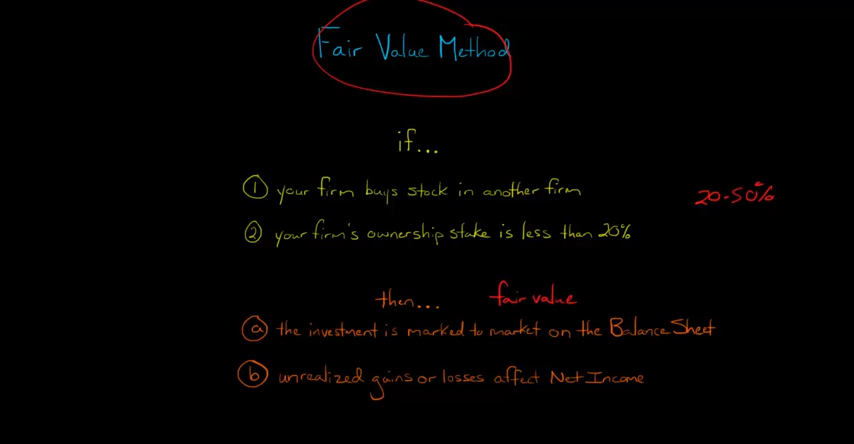 Fair Value Method
if...
① your firm buys stock in another firm
20-50%
② your firm's ownership stake is less than 20%
then... fair value
ⓐ the investment is marked to market on the Balance Sheet
ⓑ unrealized gains or losses affect Net Income